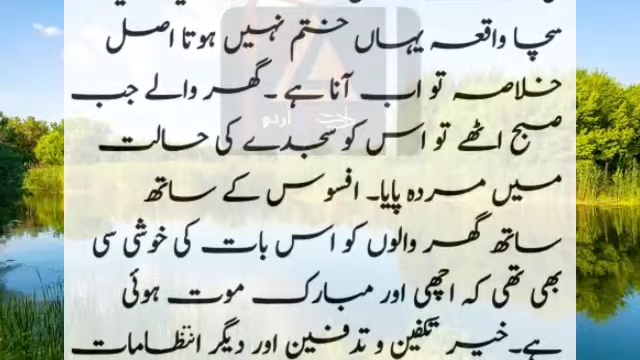 سچا واقعہ یہاں ختم نہیں ہوتا اصل
خلاصہ تو اب آنا ہے۔ گھر والے جب
صبح اٹھے تو اس کو سجدے کی حالت
میں مردہ پایا۔ افسوس کے ساتھ
ساتھ گھر والوں کو اس بات کی خوشی سی
بھی تھی کہ اچھی اور مبارک موت ہوئی
ہے۔ خیر تکفین و تدفین اور دیگر انتظامات
اردو